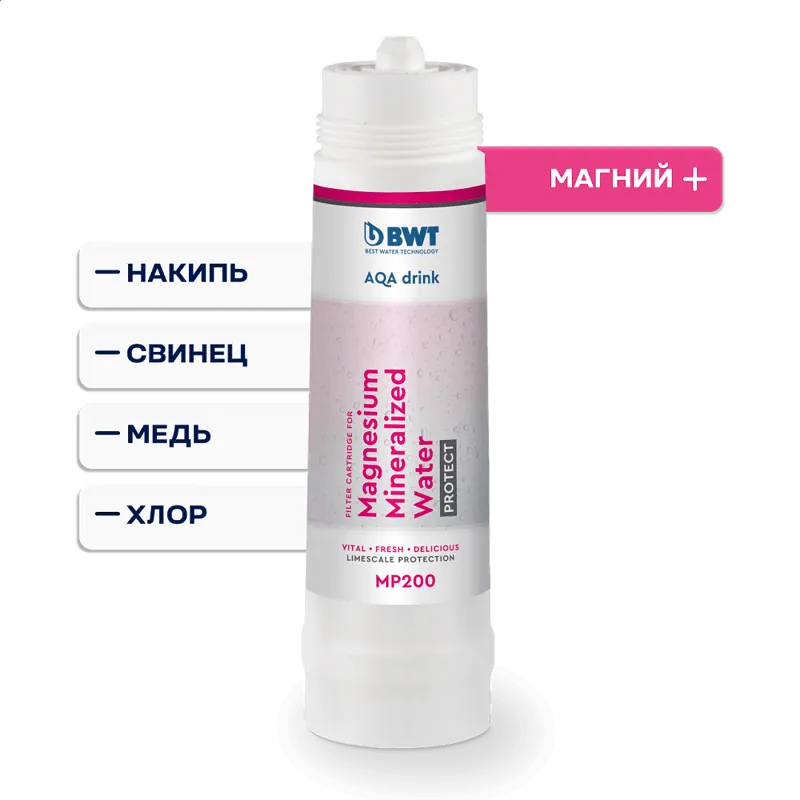 МАГНИЙ +
BWT
BEST WATER TECHNOLOGY
AQA drink
— НАКИПЬ
— СВИНЕЦ
— МЕДЬ
— ХЛОР
FILTER CARTRIDGE FOR
Magnesium
Mineralized
Water
PROTECT
VITAL • FRESH • DELICIOUS
LIMESCALE PROTECTION
MP200